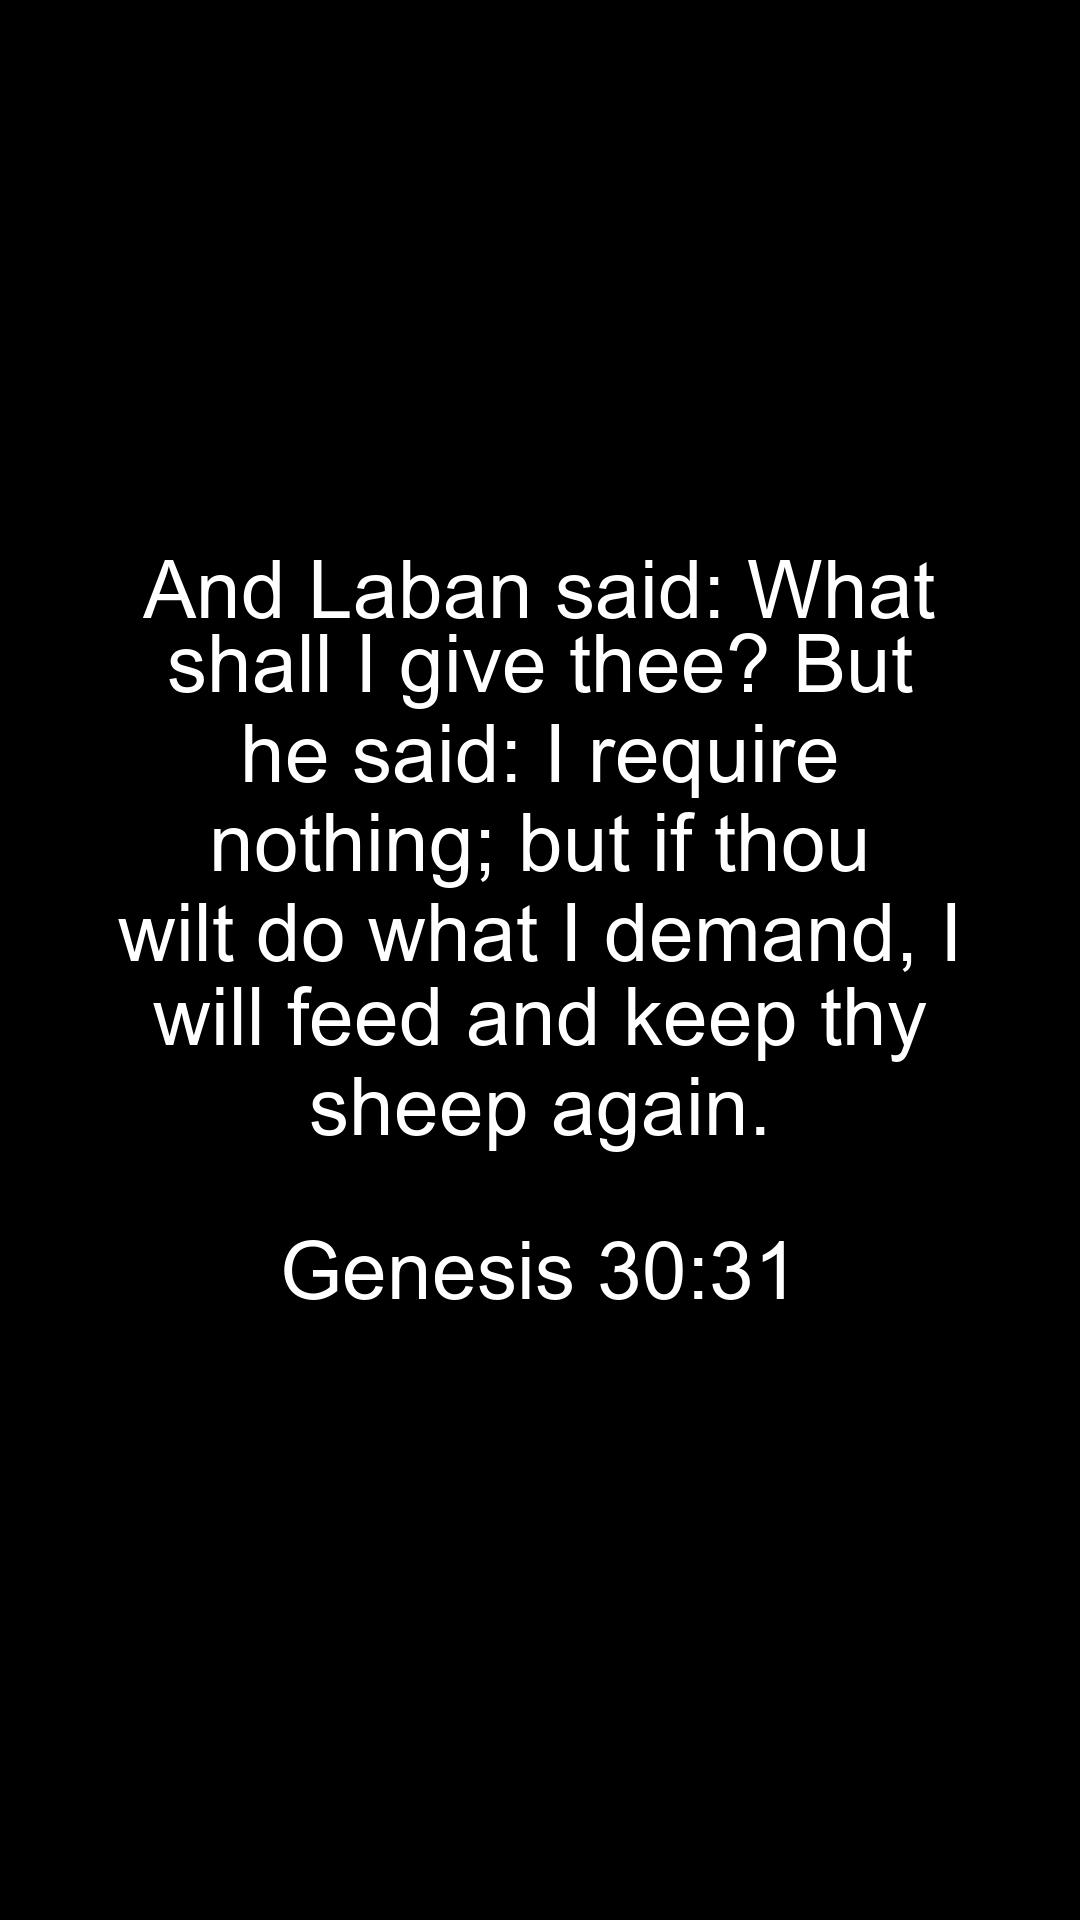 And Laban said: What
shall I give thee? But
he said: I require
nothing; but if thou
wilt do what I demand, I
will feed and keep thy
sheep again.
Genesis 30:31